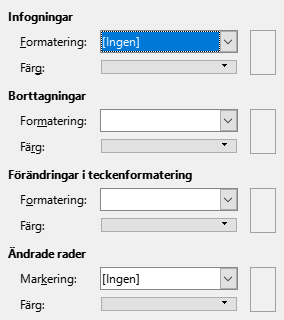 Infogningar
Formatering: [Ingen]
Färg:
Borttagningar
Formatering:
Färg:
Förändringar i teckenformatering
Formatering:
Färg:
Ändrade rader
Markering: [Ingen]
Färg: